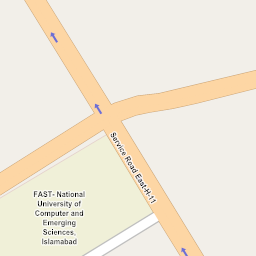 Service Road East-H-11
FAST- National
University of
Computer and
Emerging
Sciences,
Islamabad